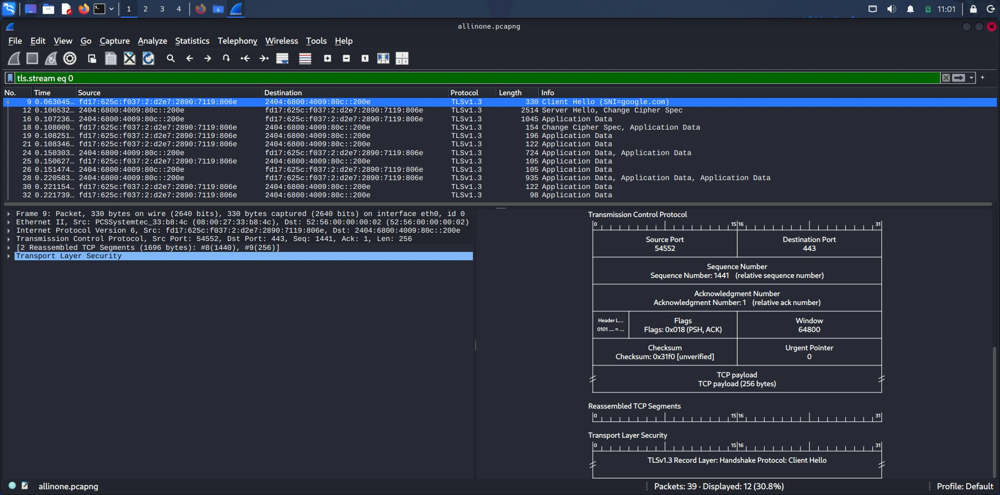 1 2 3 4 11:01
allinone.pcapng
File Edit View Go Capture Analyze Statistics Telephony Wireless Tools Help
tls.stream eq 0
No. Time Source Destination Protocol Length Info
9 0.063045… fd17:625c:f037:2:d2e7:2890:7119:806e 2404:6800:4009:80c::200e TLSv1.3 330 Client Hello (SNI=google.com)
12 0.106532… 2404:6800:4009:80c::200e fd17:625c:f037:2:d2e7:2890:7119:806e TLSv1.3 2514 Server Hello, Change Cipher Spec
16 0.107236… 2404:6800:4009:80c::200e fd17:625c:f037:2:d2e7:2890:7119:806e TLSv1.3 1045 Application Data
18 0.108000… fd17:625c:f037:2:d2e7:2890:7119:806e 2404:6800:4009:80c::200e TLSv1.3 154 Change Cipher Spec, Application Data
19 0.108251… fd17:625c:f037:2:d2e7:2890:7119:806e 2404:6800:4009:80c::200e TLSv1.3 196 Application Data
21 0.108346… fd17:625c:f037:2:d2e7:2890:7119:806e 2404:6800:4009:80c::200e TLSv1.3 122 Application Data
24 0.150303… 2404:6800:4009:80c::200e fd17:625c:f037:2:d2e7:2890:7119:806e TLSv1.3 724 Application Data, Application Data
25 0.150627… fd17:625c:f037:2:d2e7:2890:7119:806e 2404:6800:4009:80c::200e TLSv1.3 105 Application Data
26 0.151474… 2404:6800:4009:80c::200e fd17:625c:f037:2:d2e7:2890:7119:806e TLSv1.3 105 Application Data
28 0.220583… 2404:6800:4009:80c::200e fd17:625c:f037:2:d2e7:2890:7119:806e TLSv1.3 935 Application Data, Application Data, Application Data
30 0.221154… fd17:625c:f037:2:d2e7:2890:7119:806e 2404:6800:4009:80c::200e TLSv1.3 122 Application Data
32 0.221739… fd17:625c:f037:2:d2e7:2890:7119:806e 2404:6800:4009:80c::200e TLSv1.3 98 Application Data
Frame 9: Packet, 330 bytes on wire (2640 bits), 330 bytes captured (2640 bits) on interface eth0, id 0
Ethernet II, Src: PCSSystemtec_33:b8:4c (08:00:27:33:b8:4c), Dst: 52:56:00:00:00:02 (52:56:00:00:00:02)
Internet Protocol Version 6, Src: fd17:625c:f037:2:d2e7:2890:7119:806e, Dst: 2404:6800:4009:80c::200e
Transmission Control Protocol, Src Port: 54552, Dst Port: 443, Seq: 1441, Ack: 1, Len: 256
[2 Reassembled TCP Segments (1696 bytes): #8(1440), #9(256)]
Transport Layer Security
Transmission Control Protocol
0 15 16 31
Source Port Destination Port
54552 443
Sequence Number
Sequence Number: 1441 (relative sequence number)
Acknowledgment Number
Acknowledgment Number: 1 (relative ack number)
Header L… Flags Window
0101 .... = … Flags: 0x018 (PSH, ACK) 64800
Checksum Urgent Pointer
Checksum: 0x31f0 [unverified] 0
TCP payload
TCP payload (256 bytes)
Reassembled TCP Segments
0 15 16 31
Transport Layer Security
0 15 16 31
TLSv1.3 Record Layer: Handshake Protocol: Client Hello
allinone.pcapng Packets: 39 · Displayed: 12 (30.8%) Profile: Default